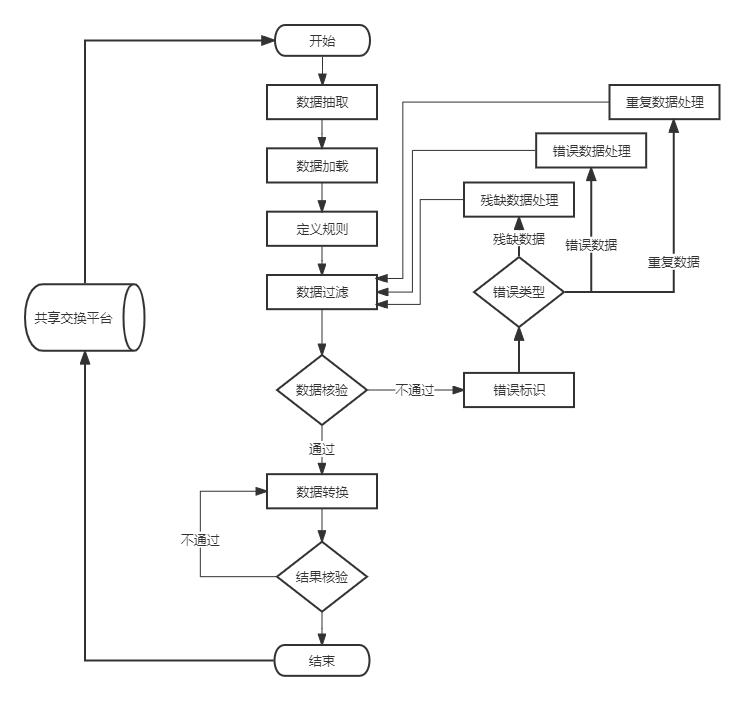 开始
数据抽取
重复数据处理
错误数据处理
数据加载
残缺数据处理
定义规则
残缺数据
错误数据
重复数据
数据过滤
错误类型
共享交换平台
数据核验
不通过
错误标识
通过
数据转换
不通过
结果核验
结束